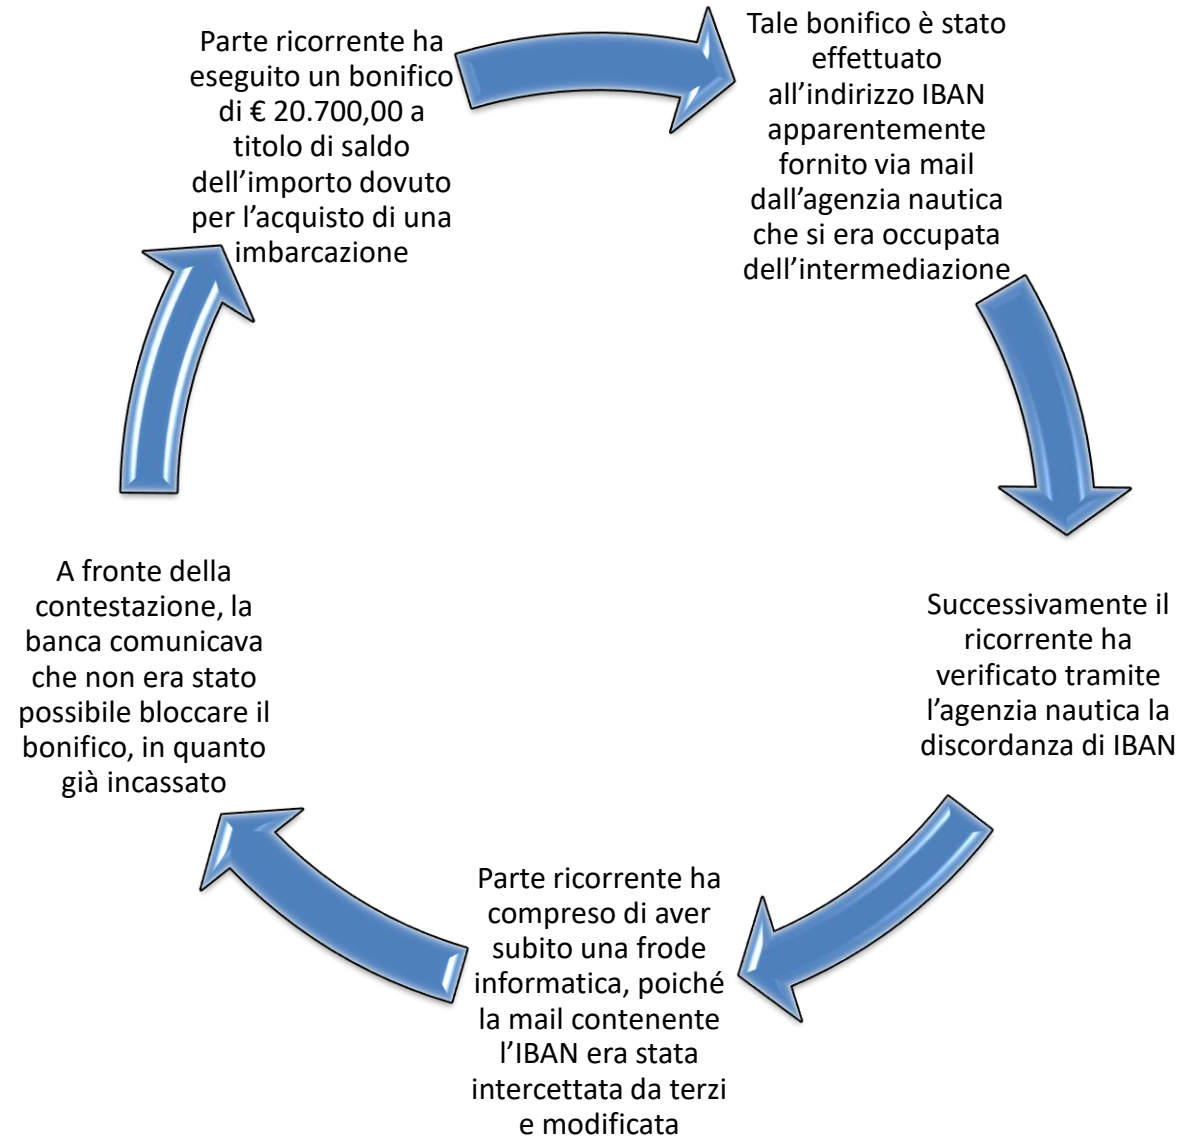 Parte ricorrente ha
eseguito un bonifico
di € 20.700,00 a
titolo di saldo
dell’importo dovuto
per l’acquisto di una
imbarcazione
Tale bonifico è stato
effettuato
all’indirizzo IBAN
apparentemente
fornito via mail
dall’agenzia nautica
che si era occupata
dell’intermediazione
Successivamente il
ricorrente ha
verificato tramite
l’agenzia nautica la
discordanza di IBAN
Parte ricorrente ha
compreso di aver
subito una frode
informatica, poiché
la mail contenente
l’IBAN era stata
intercettata da terzi
e modificata
A fronte della
contestazione, la
banca comunicava
che non era stato
possibile bloccare il
bonifico, in quanto
già incassato